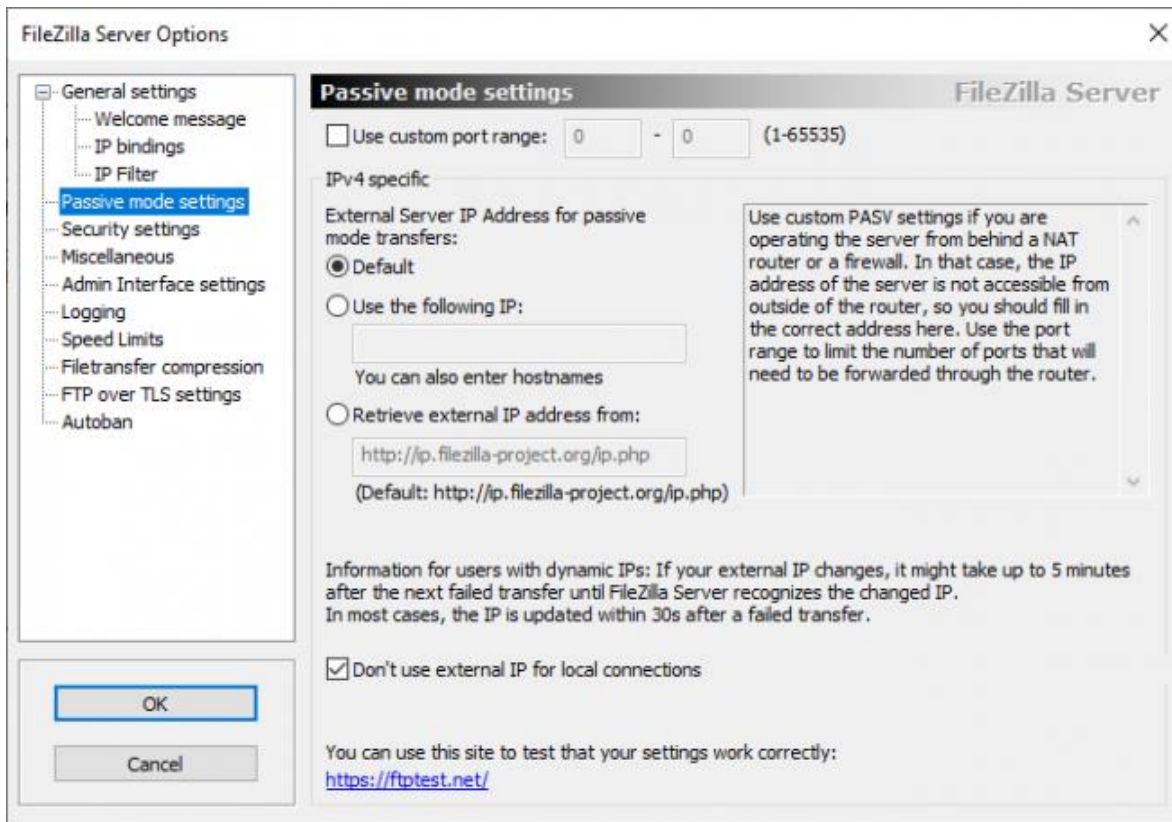 FileZilla Server Options
General settings
Welcome message
IP bindings
IP Filter
Passive mode settings
Security settings
Miscellaneous
Admin Interface settings
Logging
Speed Limits
Filetransfer compression
FTP over TLS settings
Autoban
OK
Cancel
Passive mode settings FileZilla Server
Use custom port range: 0 - 0 (1-65535)
IPv4 specific
External Server IP Address for passive
mode transfers:
Default
Use the following IP:
You can also enter hostnames
Retrieve external IP address from:
http://ip.filezilla-project.org/ip.php
(Default: http://ip.filezilla-project.org/ip.php)
Use custom PASV settings if you are
operating the server from behind a NAT
router or a firewall. In that case, the IP
address of the server is not accessible from
outside of the router, so you should fill in
the correct address here. Use the port
range to limit the number of ports that will
need to be forwarded through the router.
Information for users with dynamic IPs: If your external IP changes, it might take up to 5 minutes
after the next failed transfer until FileZilla Server recognizes the changed IP.
In most cases, the IP is updated within 30s after a failed transfer.
Don't use external IP for local connections
You can use this site to test that your settings work correctly:
https://ftptest.net/